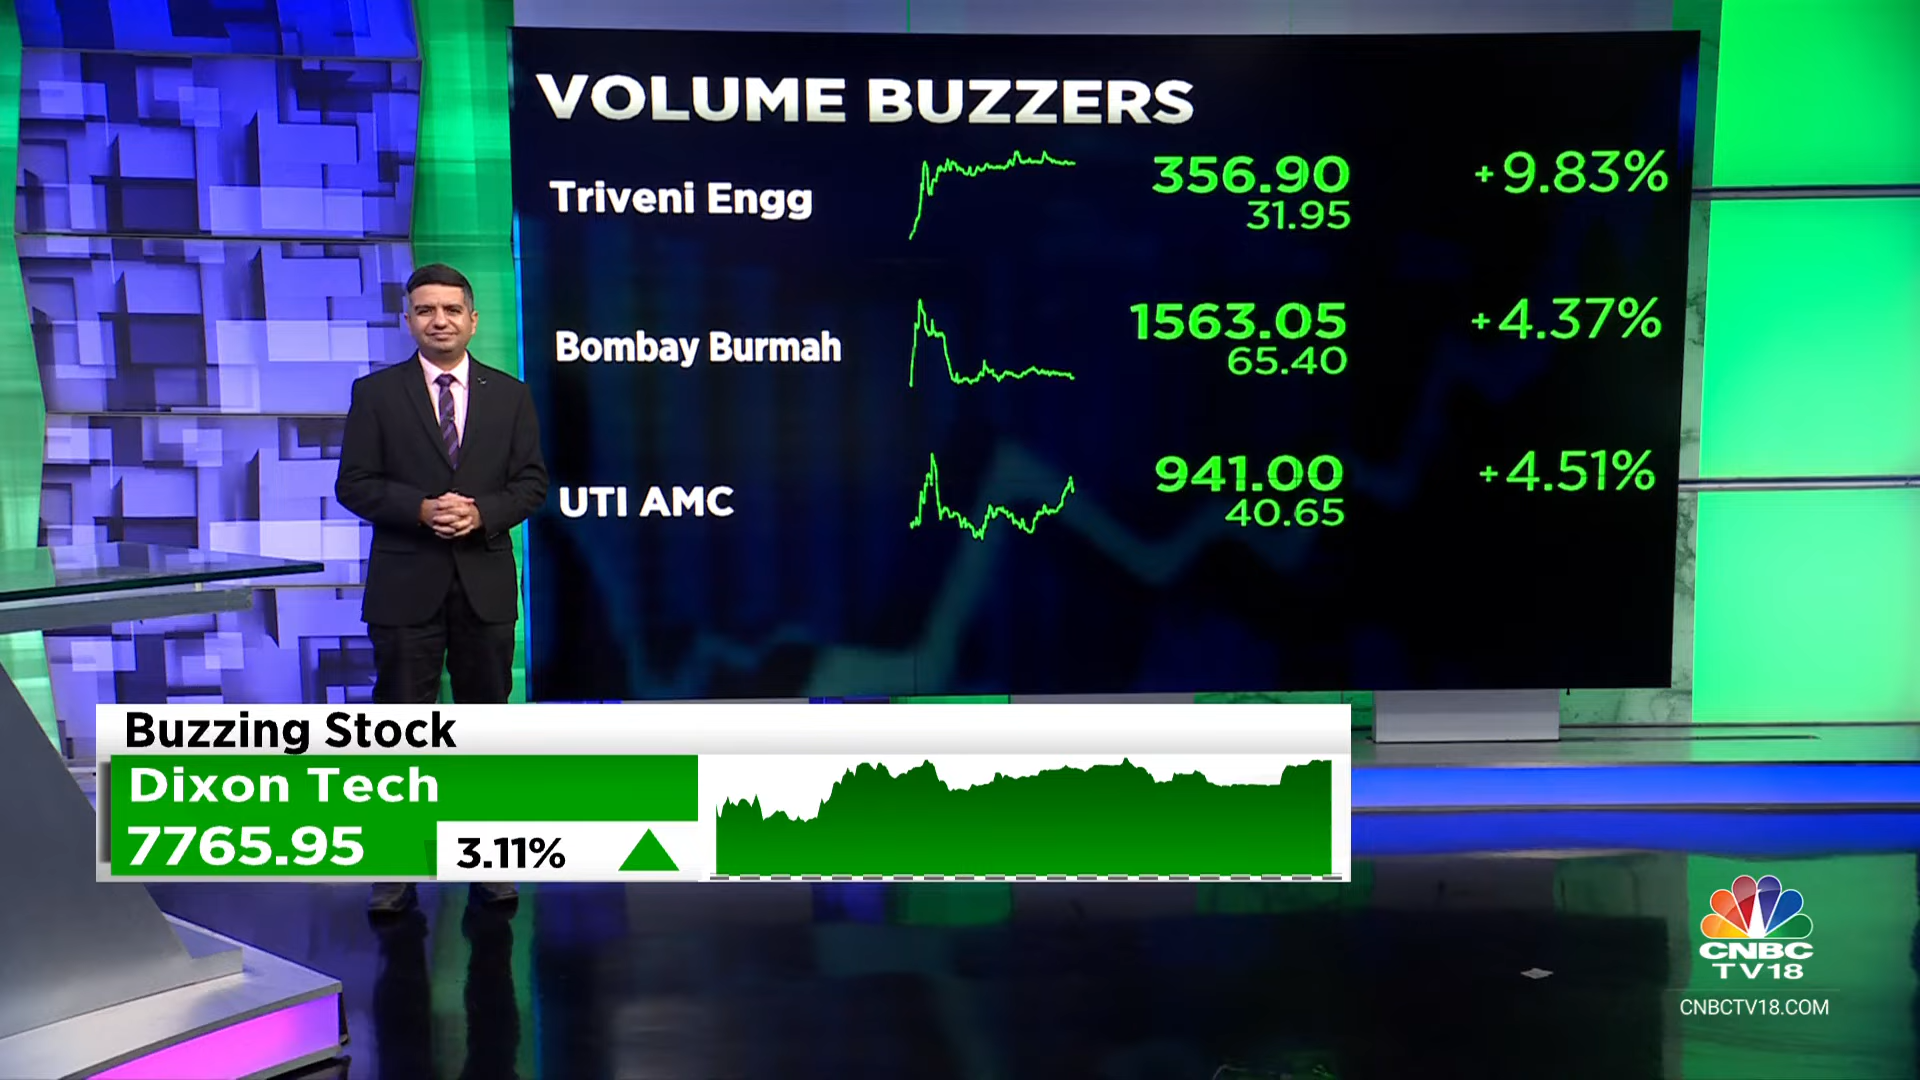 VOLUME BUZZERS
Triveni Engg 356.90 +9.83%
31.95
Bombay Burmah 1563.05 +4.37%
65.40
UTI AMC 941.00 +4.51%
40.65
Buzzing Stock
Dixon Tech
7765.95 3.11%
CNBC
TV18
CNBCTV18.COM